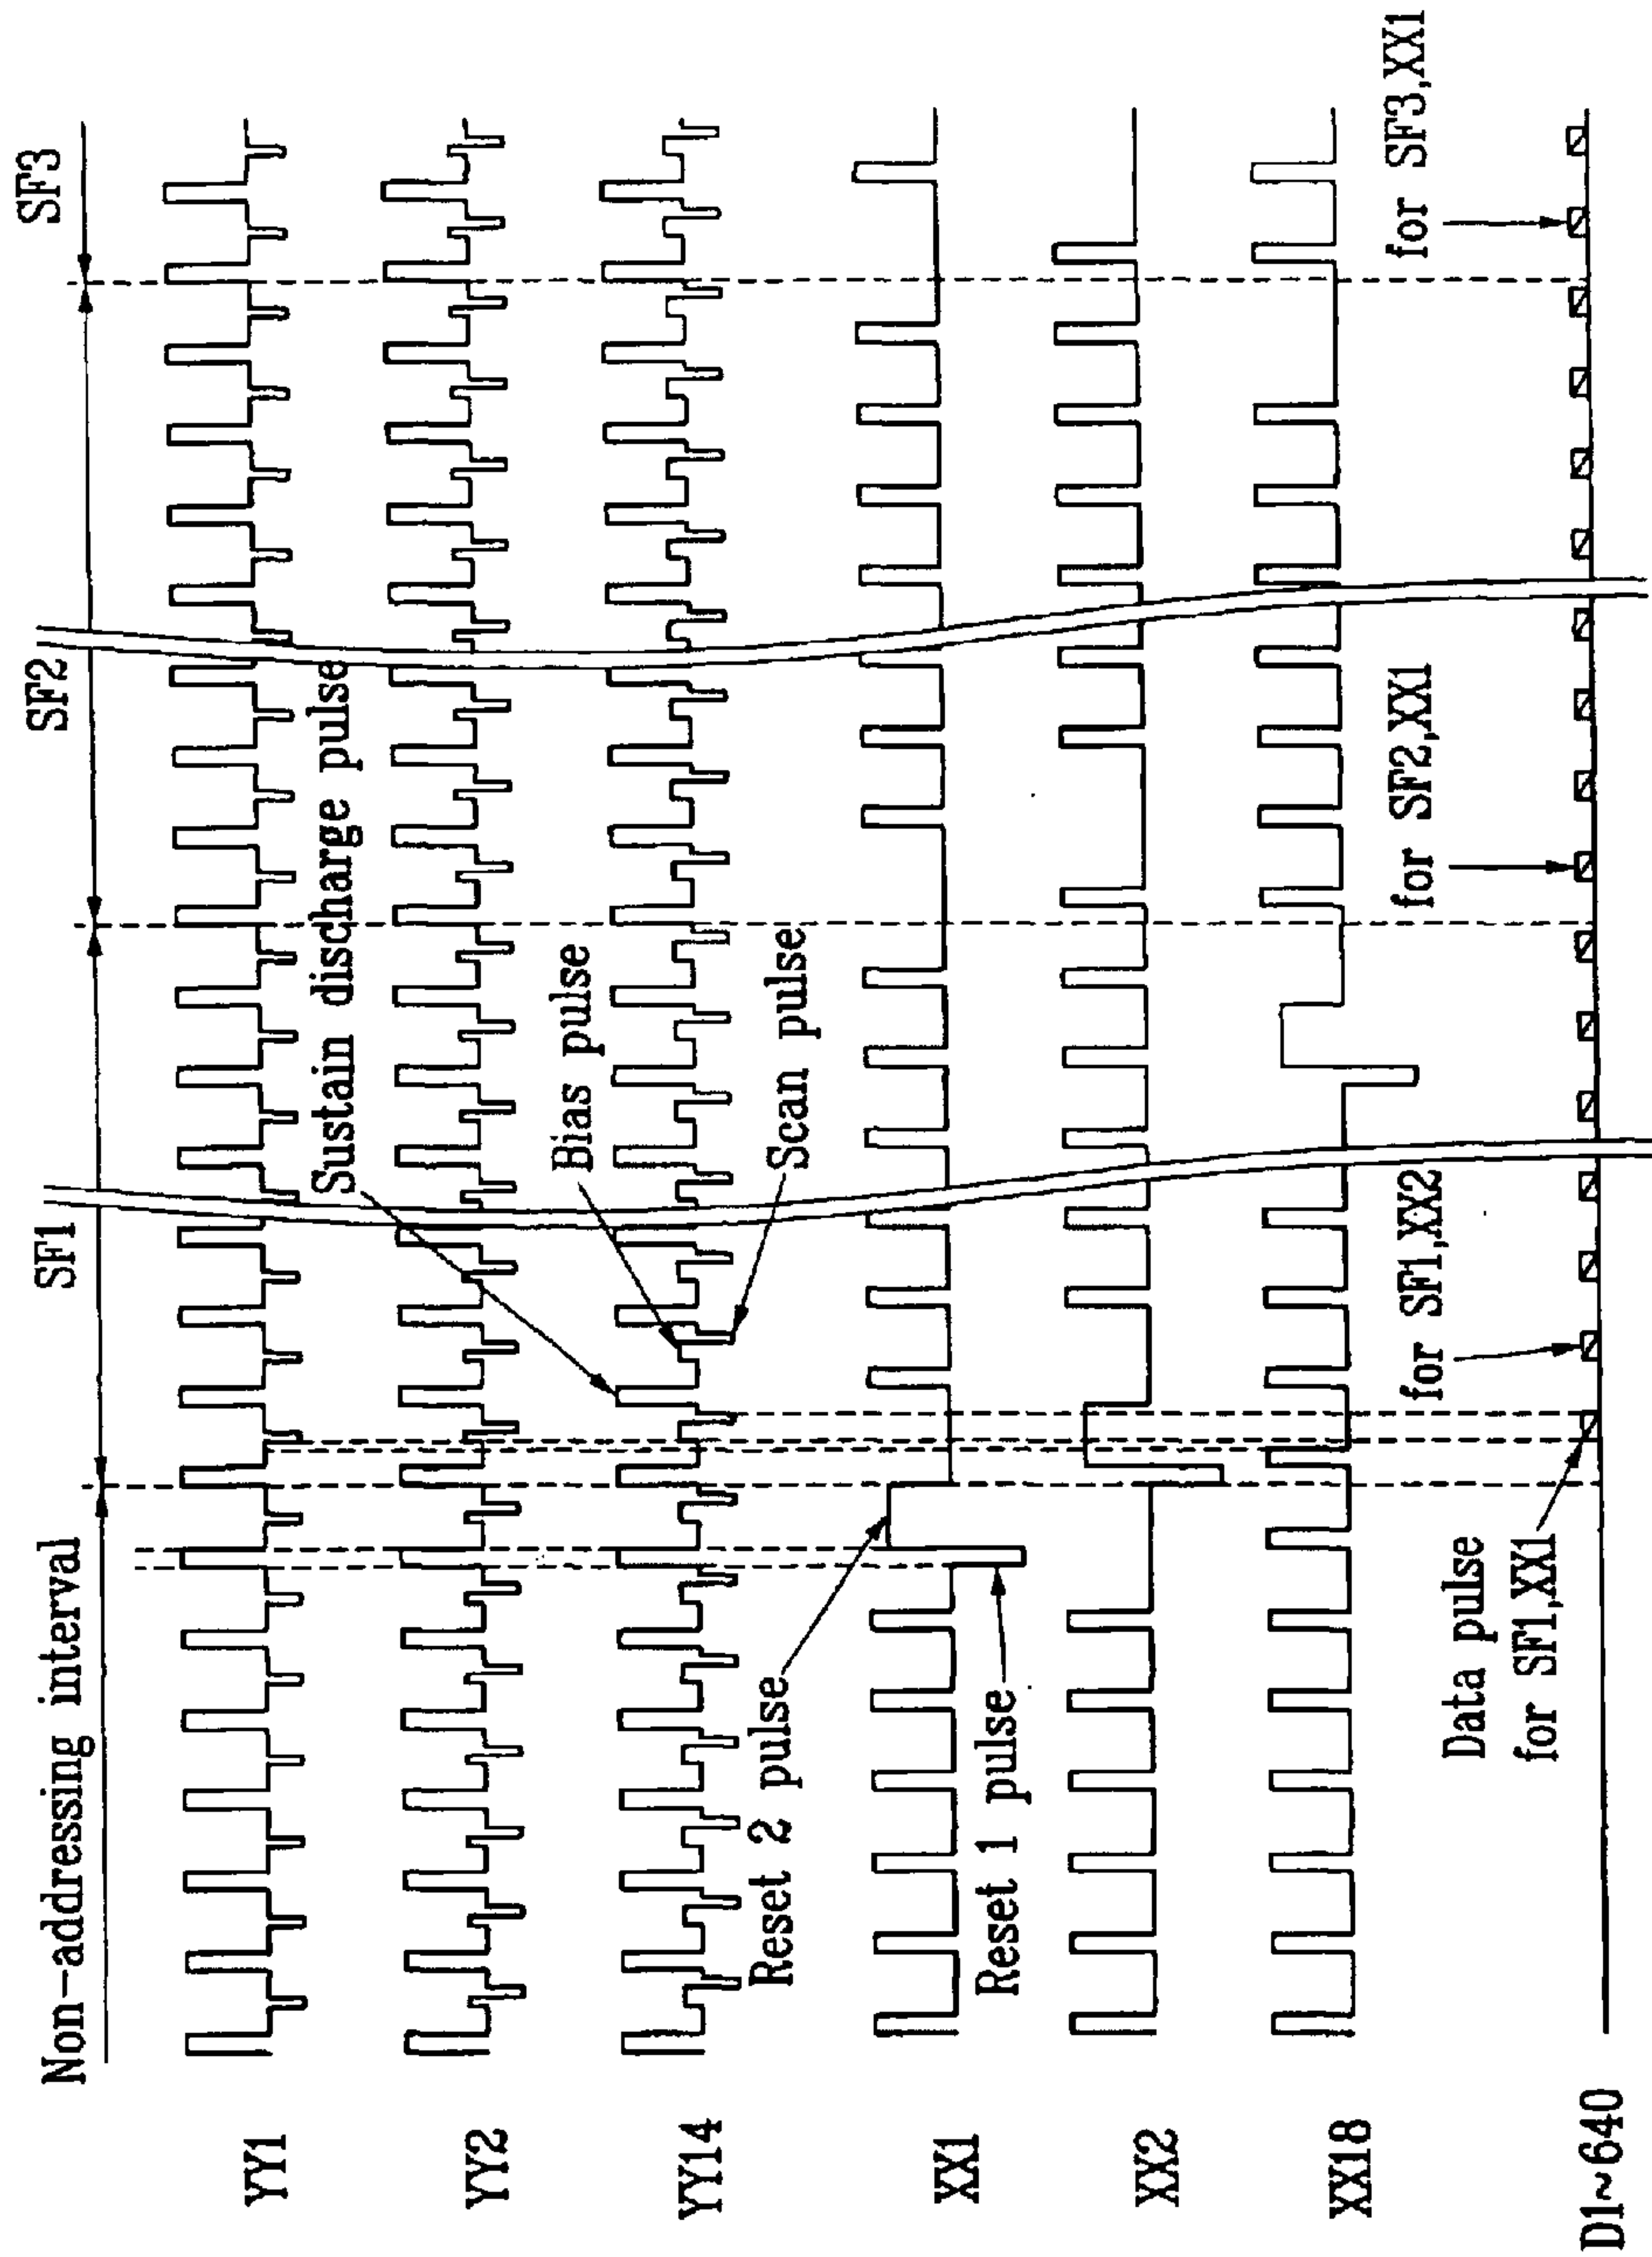 Non-addressing interval
SF1
SF2
SF3
YY1
Sustain discharge pulse
YY2
Bias pulse
YY14
Scan pulse
Reset 2 pulse
XX1
Reset 1 pulse
XX2
XX18
for SF1,XX2
for SF2,XX1
for SF3,XX1
Data pulse
for SF1,XX1
D1~640